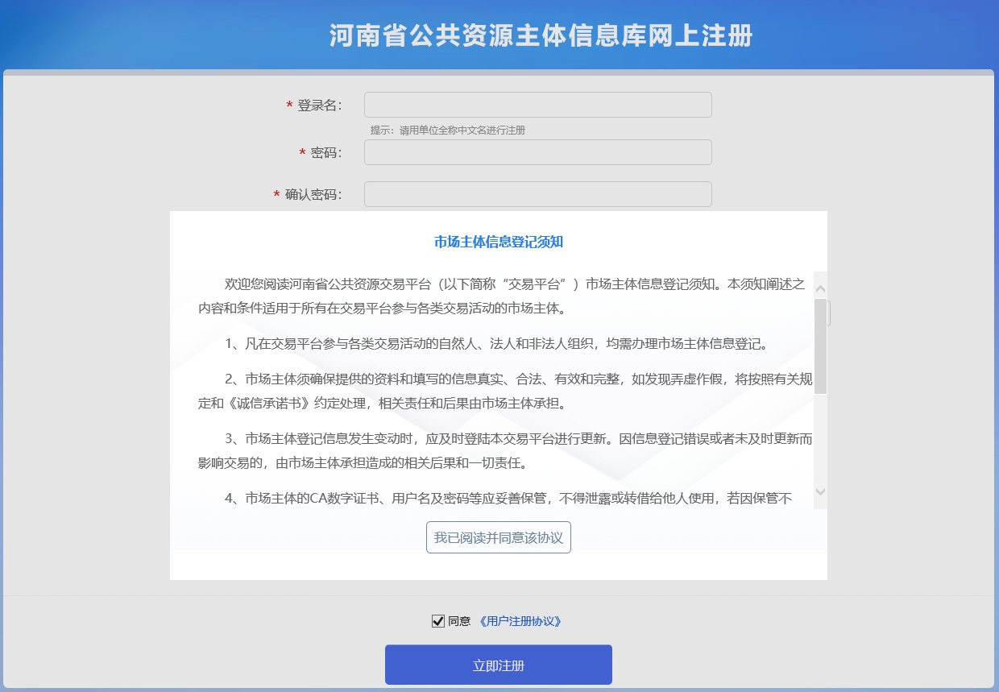 河南省公共资源主体信息库网上注册
* 登录名：
提示：请用单位全称中文名进行注册
* 密码：
* 确认密码：
市场主体信息登记须知
欢迎您阅读河南省公共资源交易平台（以下简称“交易平台”）市场主体信息登记须知。本须知阐述之
内容和条件适用于所有在交易平台参与各类交易活动的市场主体。
1、凡在交易平台参与各类交易活动的自然人、法人和非法人组织，均需办理市场主体信息登记。
2、市场主体须确保提供的资料和填写的信息真实、合法、有效和完整，如发现弄虚作假，将按照有关规
定和《诚信承诺书》约定处理，相关责任和后果由市场主体承担。
3、市场主体登记信息发生变动时，应及时登陆本交易平台进行更新。因信息登记错误或者未及时更新而
影响交易的，由市场主体承担造成的相关后果和一切责任。
4、市场主体的CA数字证书、用户名及密码等应妥善保管，不得泄露或转借给他人使用，若因保管不
我已阅读并同意该协议
同意 《用户注册协议》
立即注册